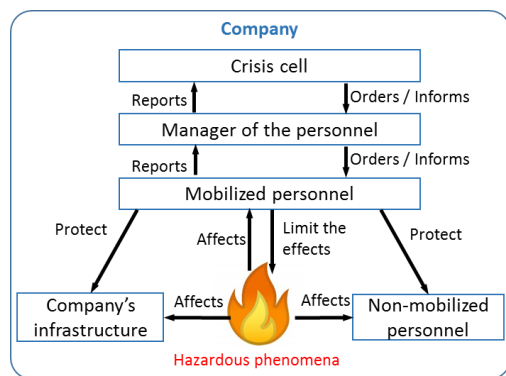 Company
Crisis cell
Reports
Orders / Informs
Manager of the personnel
Reports
Orders / Informs
Mobilized personnel
Protect
Affects
Limit the
effects
Protect
Company's
infrastructure
Affects
Affects
Non-mobilized
personnel
Hazardous phenomena